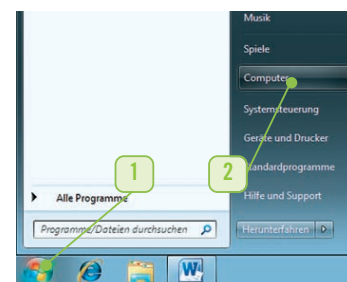 Musik
Spiele
Computer
Systemsteuerung
Geräte und Drucker
Standardprogramme
Hilfe und Support
Herunterfahren
1
2
Alle Programme
Programme/Dateien durchsuchen
W